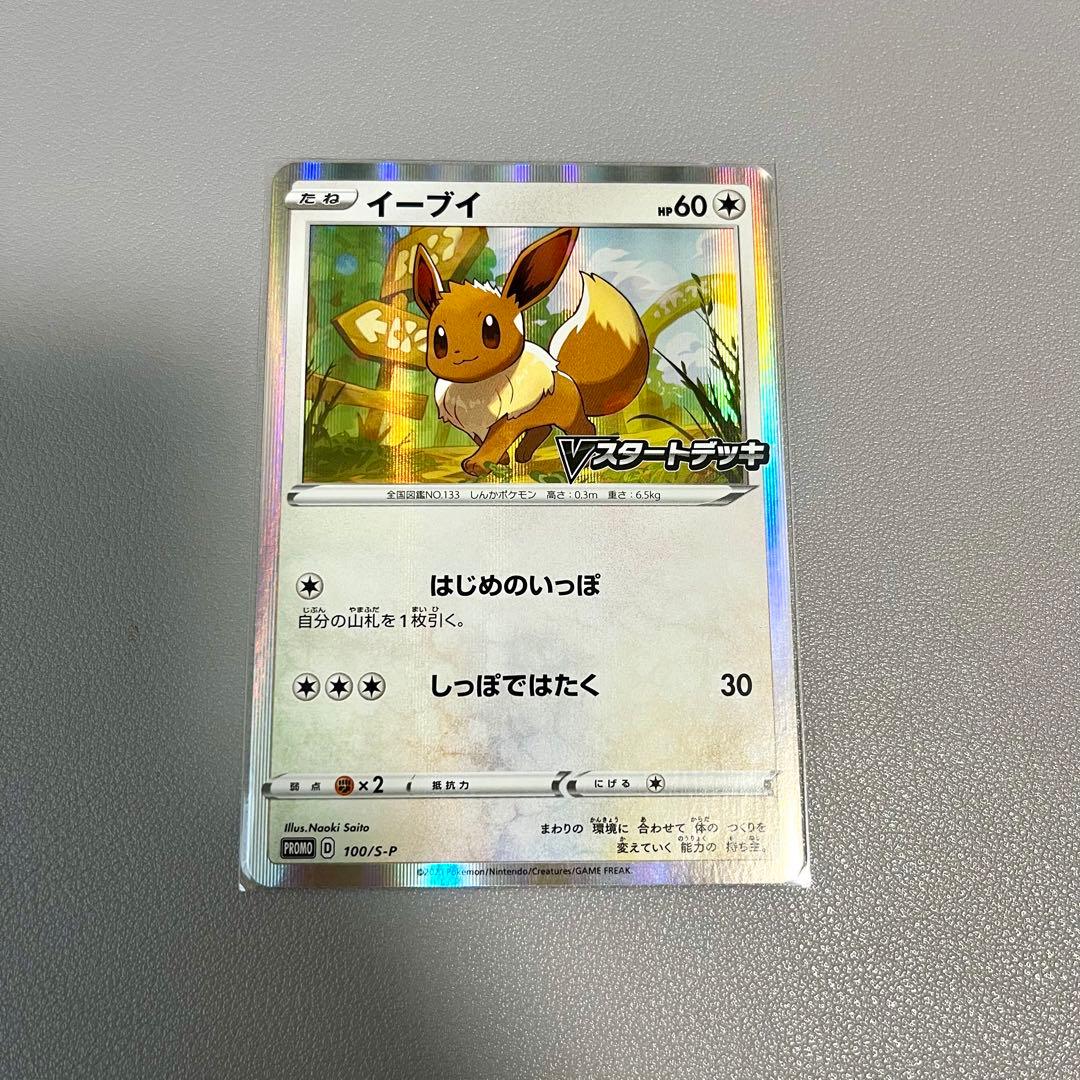 たね イーブイ HP60
Vスタートデッキ
全国図鑑NO.133 しんかポケモン 高さ：0.3m 重さ：6.5kg
はじめのいっぽ
自分の山札を1枚引く。
しっぽではたく 30
弱点 ×2 抵抗力 にげる
Illus.Naoki Saito
まわりの 環境に 合わせて 体の つくりを
変えていく 能力の 持ち主。
PROMO D 100/S-P
Pokémon/Nintendo/Creatures/GAME FREAK.